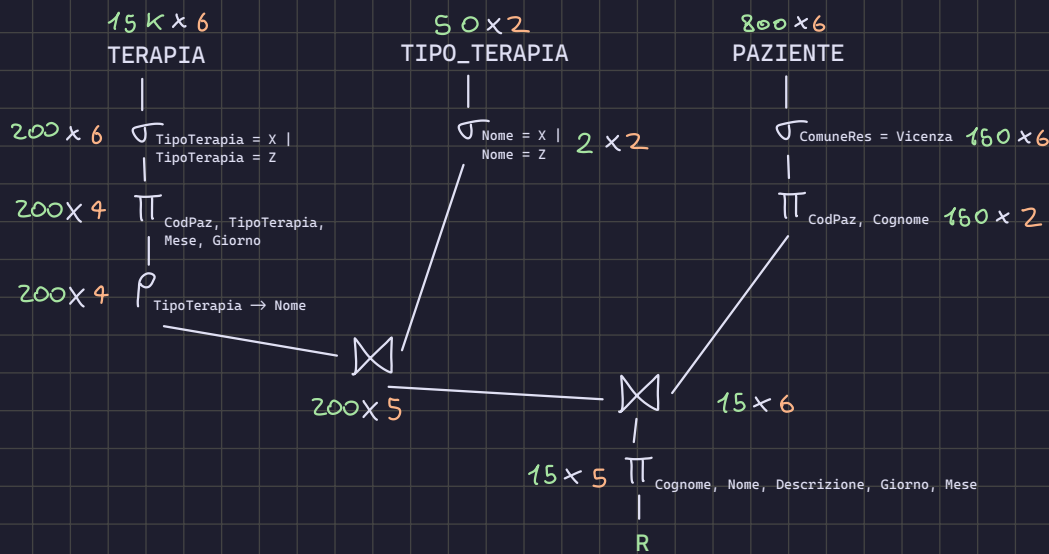 15K × 6
TERAPIA
50 × 2
TIPO_TERAPIA
800 × 6
PAZIENTE
200 × 6
σ TipoTerapia = X |
TipoTerapia = Z
σ Nome = X |
Nome = Z
2 × 2
σ ComuneRes = Vicenza
160 × 6
200 × 4
π CodPaz, TipoTerapia,
Mese, Giorno
π CodPaz, Cognome
160 × 2
200 × 4
ρ TipoTerapia → Nome
⋈
200 × 5
⋈
15 × 6
15 × 5
π Cognome, Nome, Descrizione, Giorno, Mese
R